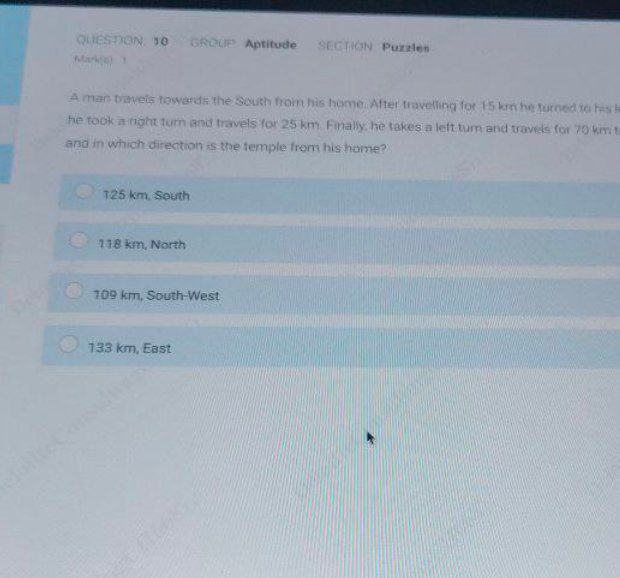 QUESTION: 10 GROUP: Aptitude SECTION: Puzzles
Mark(s): 1
A man travels towards the South from his home. After travelling for 15 km he turned to his
he took a right turn and travels for 25 km. Finally, he takes a left turn and travels for 70 km
and in which direction is the temple from his home?
125 km, South
118 km, North
109 km, South-West
133 km, East